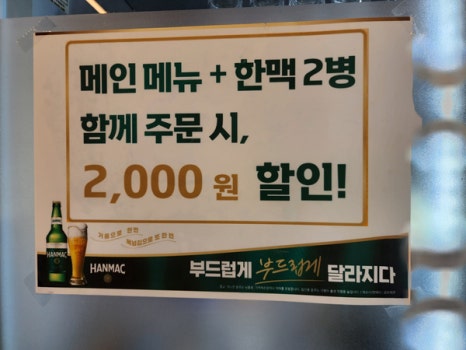 메인 메뉴 + 한맥 2병
함께 주문 시,
2,000 원 할인!
HANMAC
부드럽게 부드럽게 달라지다